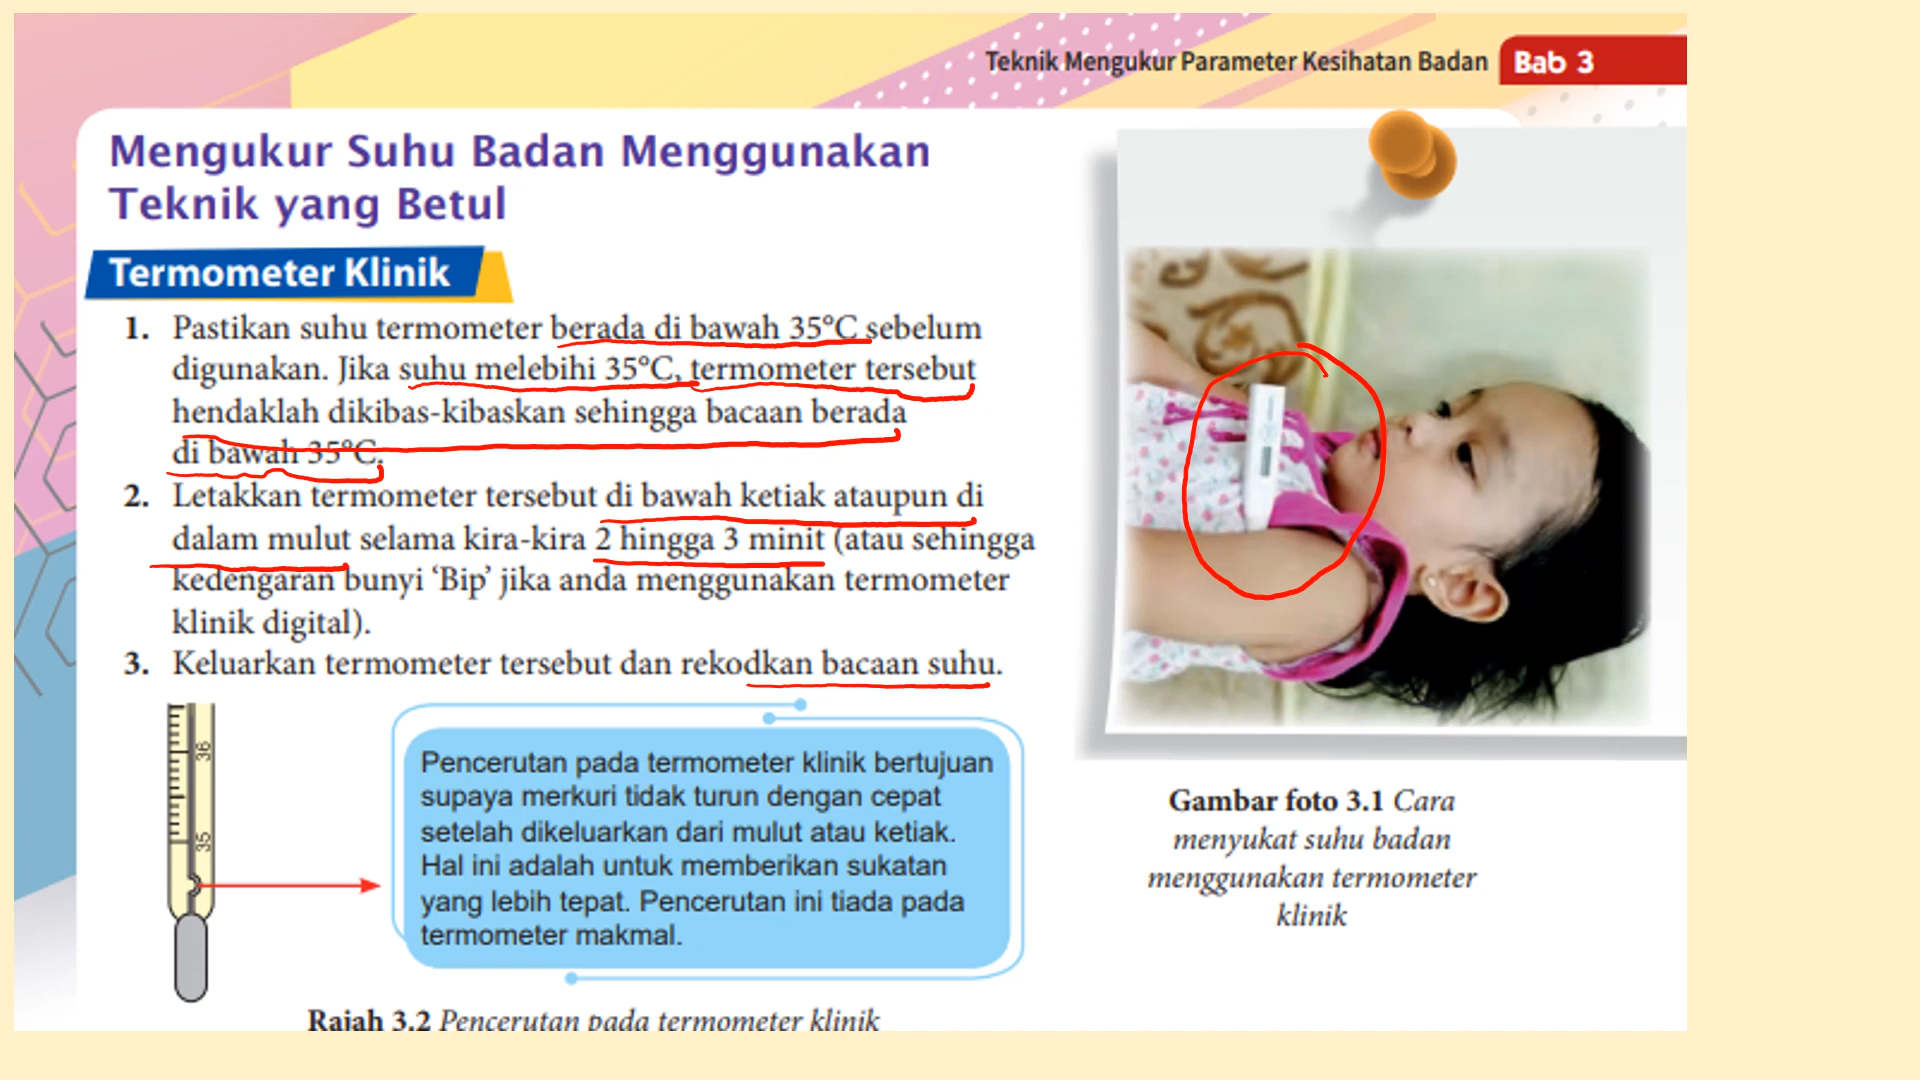 Teknik Mengukur Parameter Kesihatan Badan Bab 3
Mengukur Suhu Badan Menggunakan
Teknik yang Betul
Termometer Klinik
1. Pastikan suhu termometer berada di bawah 35°C sebelum
digunakan. Jika suhu melebihi 35°C, termometer tersebut
hendaklah dikibas-kibaskan sehingga bacaan berada
di bawah 35°C.
2. Letakkan termometer tersebut di bawah ketiak ataupun di
dalam mulut selama kira-kira 2 hingga 3 minit (atau sehingga
kedengaran bunyi ‘Bip’ jika anda menggunakan termometer
klinik digital).
3. Keluarkan termometer tersebut dan rekodkan bacaan suhu.
36
35
Pencerutan pada termometer klinik bertujuan
supaya merkuri tidak turun dengan cepat
setelah dikeluarkan dari mulut atau ketiak.
Hal ini adalah untuk memberikan sukatan
yang lebih tepat. Pencerutan ini tiada pada
termometer makmal.
Rajah 3.2 Pencerutan pada termometer klinik
Gambar foto 3.1 Cara
menyukat suhu badan
menggunakan termometer
klinik